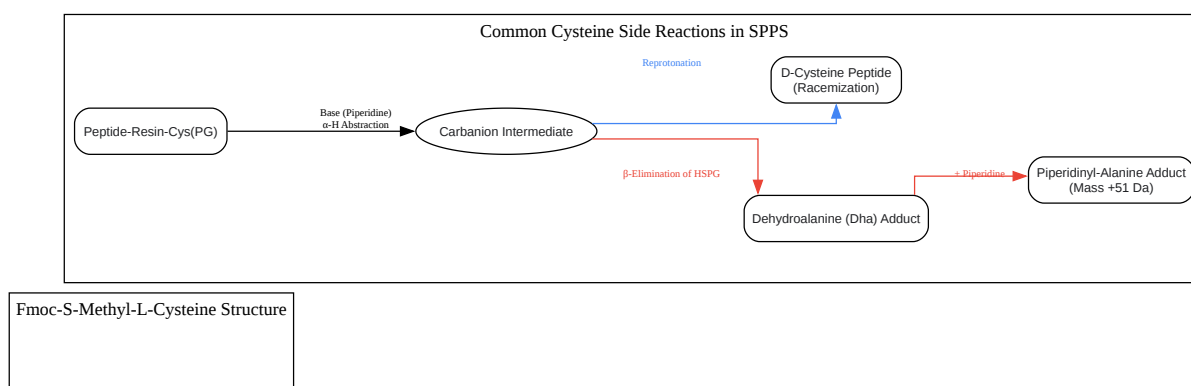 Common Cysteine Side Reactions in SPPS
Reprotonation
D-Cysteine Peptide
(Racemization)
Base (Piperidine)
α-H Abstraction
Peptide-Resin-Cys(PG)
Carbanion Intermediate
β-Elimination of HSPG
+ Piperidine
Piperidinyl-Alanine Adduct
(Mass +51 Da)
Dehydroalanine (Dha) Adduct
Fmoc-S-Methyl-L-Cysteine Structure